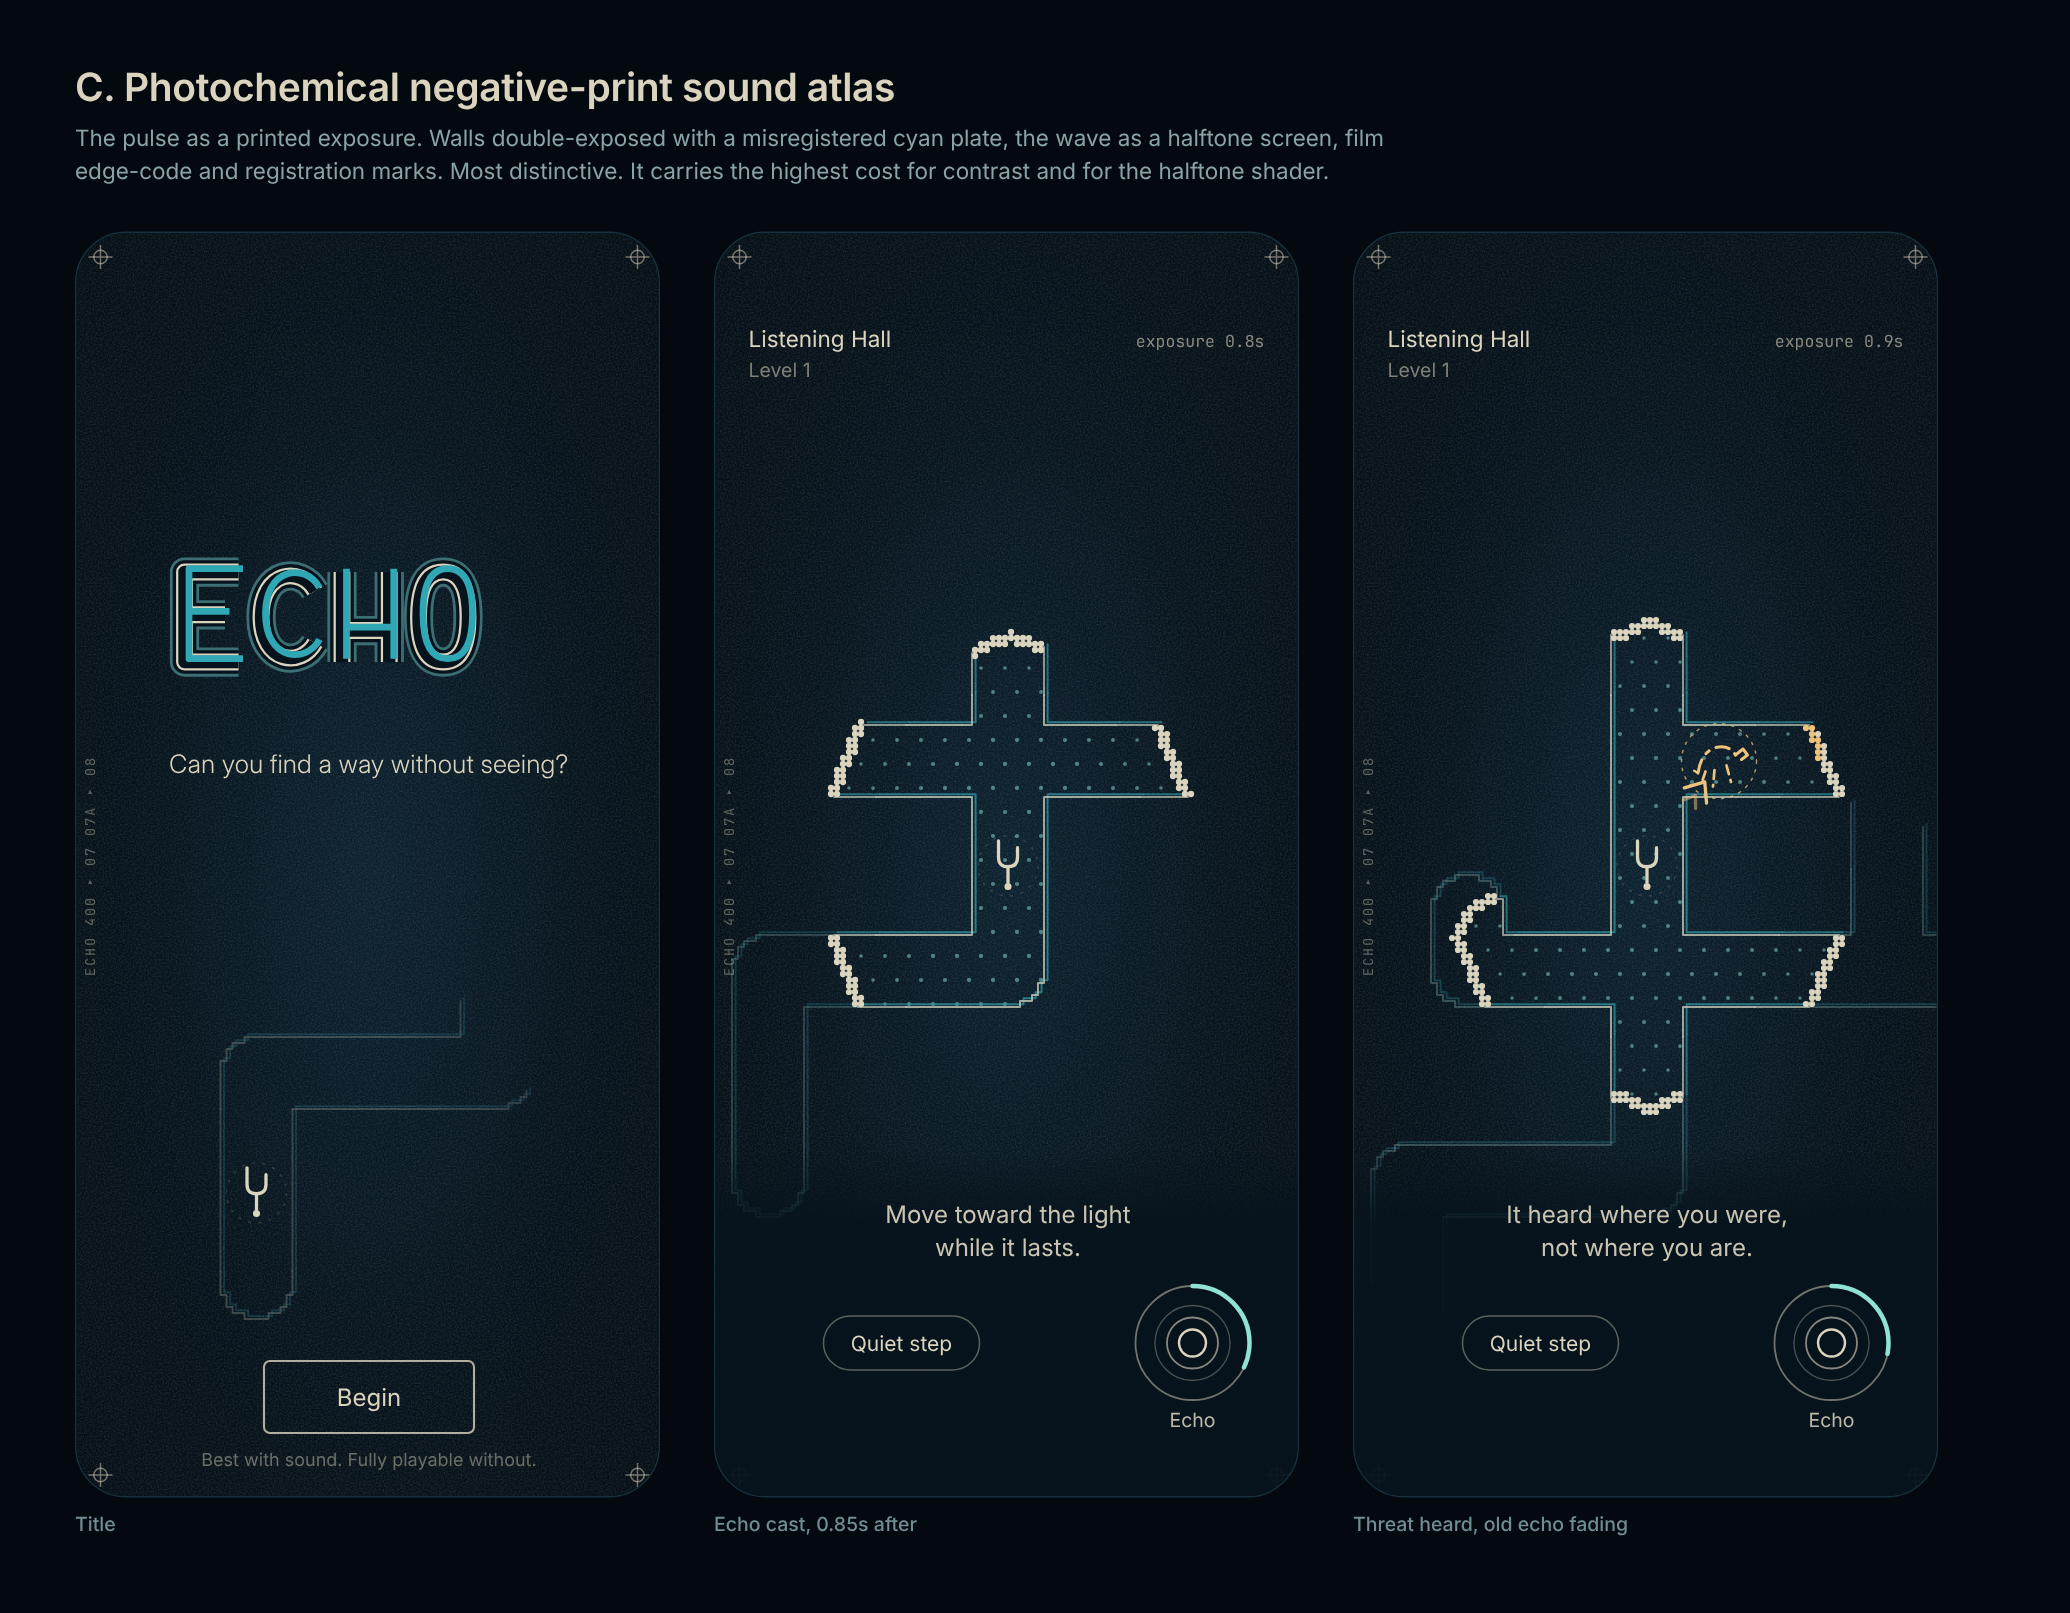 C. Photochemical negative-print sound atlas
The pulse as a printed exposure. Walls double-exposed with a misregistered cyan plate, the wave as a halftone screen, film
edge-code and registration marks. Most distinctive. It carries the highest cost for contrast and for the halftone shader.
ECHO
Can you find a way without seeing?
ECHO 400 ▸ 07 07A ▸ 08
Begin
Best with sound. Fully playable without.
Title
Listening Hall
exposure 0.8s
Level 1
ECHO 400 ▸ 07 07A ▸ 08
Move toward the light
while it lasts.
Quiet step
Echo
Echo cast, 0.85s after
Listening Hall
exposure 0.9s
Level 1
ECHO 400 ▸ 07 07A ▸ 08
It heard where you were,
not where you are.
Quiet step
Echo
Threat heard, old echo fading